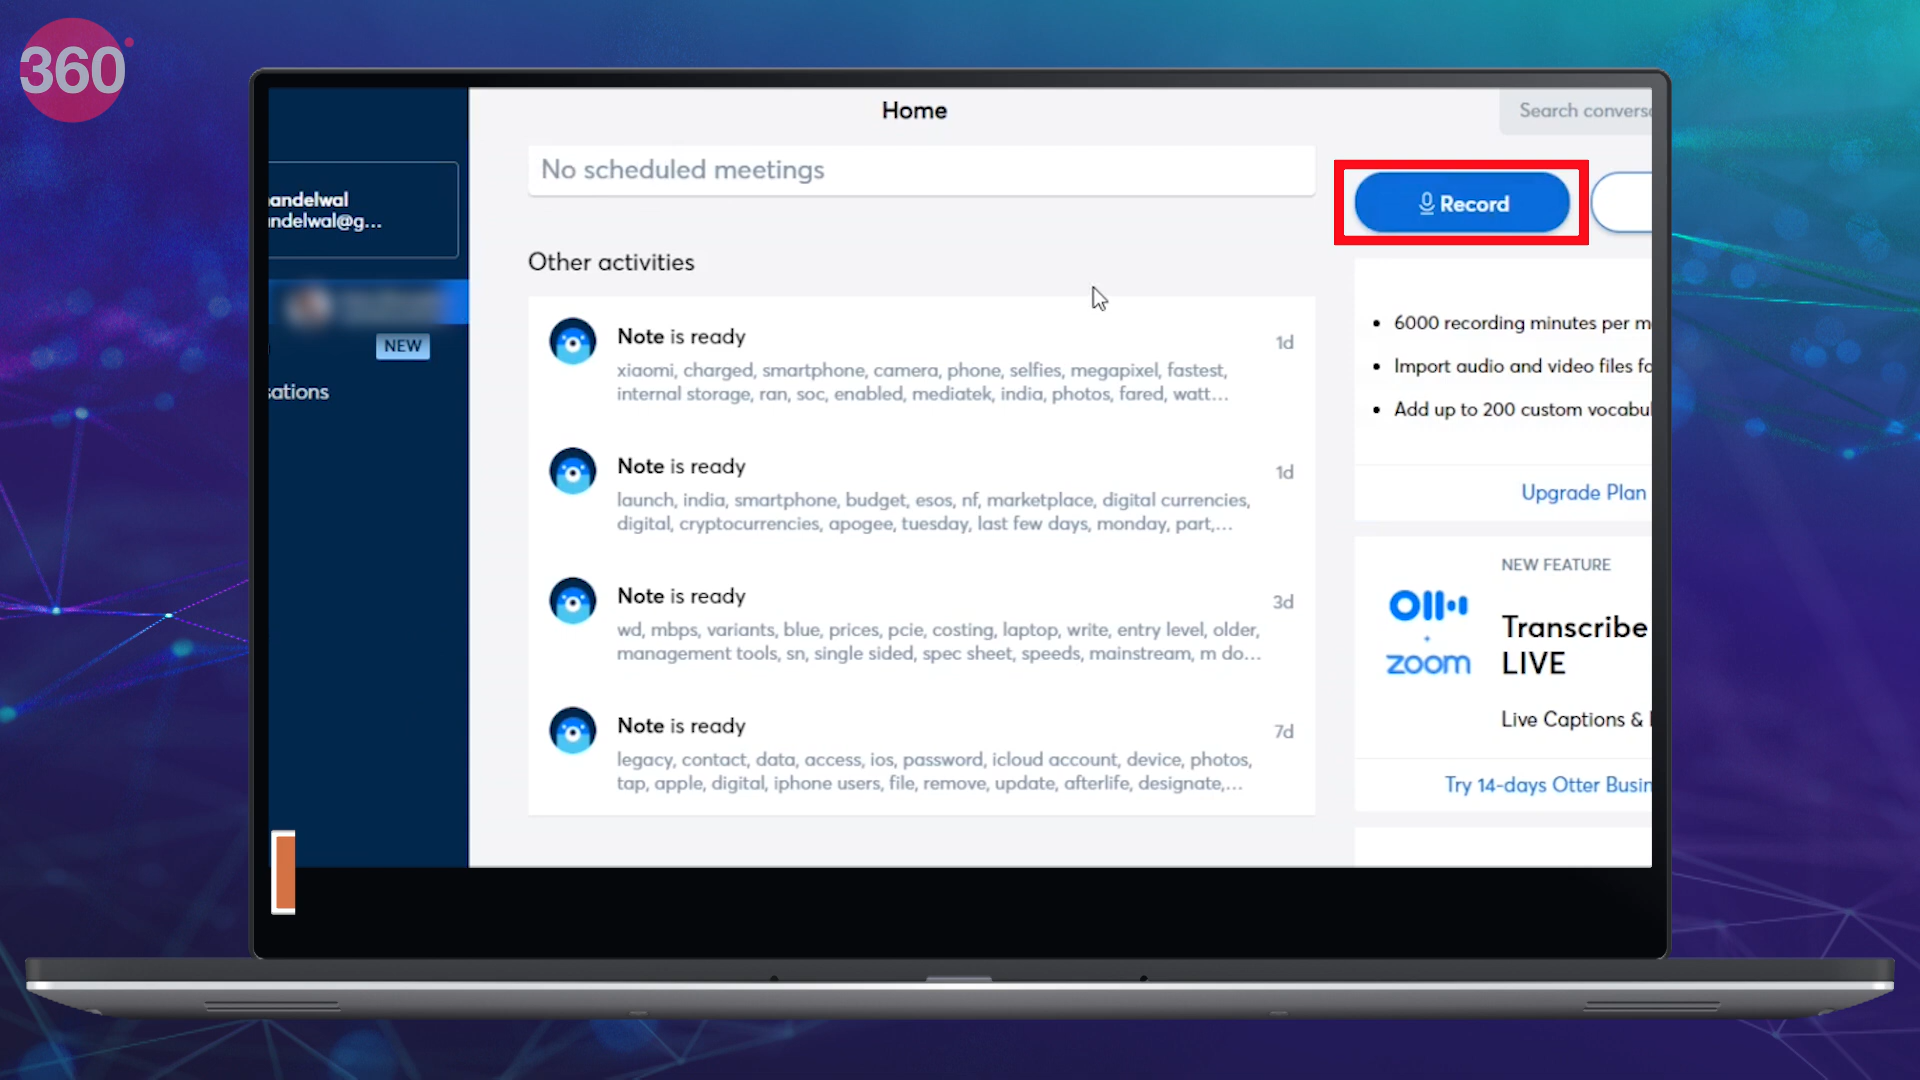 360
Home
Search convers
No scheduled meetings
Record
andelwal
ndelwal@g...
Other activities
NEW
ations
Note is ready
1d
xiaomi, charged, smartphone, camera, phone, selfies, megapixel, fastest,
internal storage, ran, soc, enabled, mediatek, india, photos, fared, watt...
Note is ready
1d
launch, india, smartphone, budget, esos, nf, marketplace, digital currencies,
digital, cryptocurrencies, apogee, tuesday, last few days, monday, part,...
Note is ready
3d
wd, mbps, variants, blue, prices, pcie, costing, laptop, write, entry level, older,
management tools, sn, single sided, spec sheet, speeds, mainstream, m do...
Note is ready
7d
legacy, contact, data, access, ios, password, icloud account, device, photos,
tap, apple, digital, iphone users, file, remove, update, afterlife, designate,...
• 6000 recording minutes per m
• Import audio and video files fo
• Add up to 200 custom vocabul
Upgrade Plan
NEW FEATURE
zoom
Transcribe
LIVE
Live Captions &
Try 14-days Otter Busin